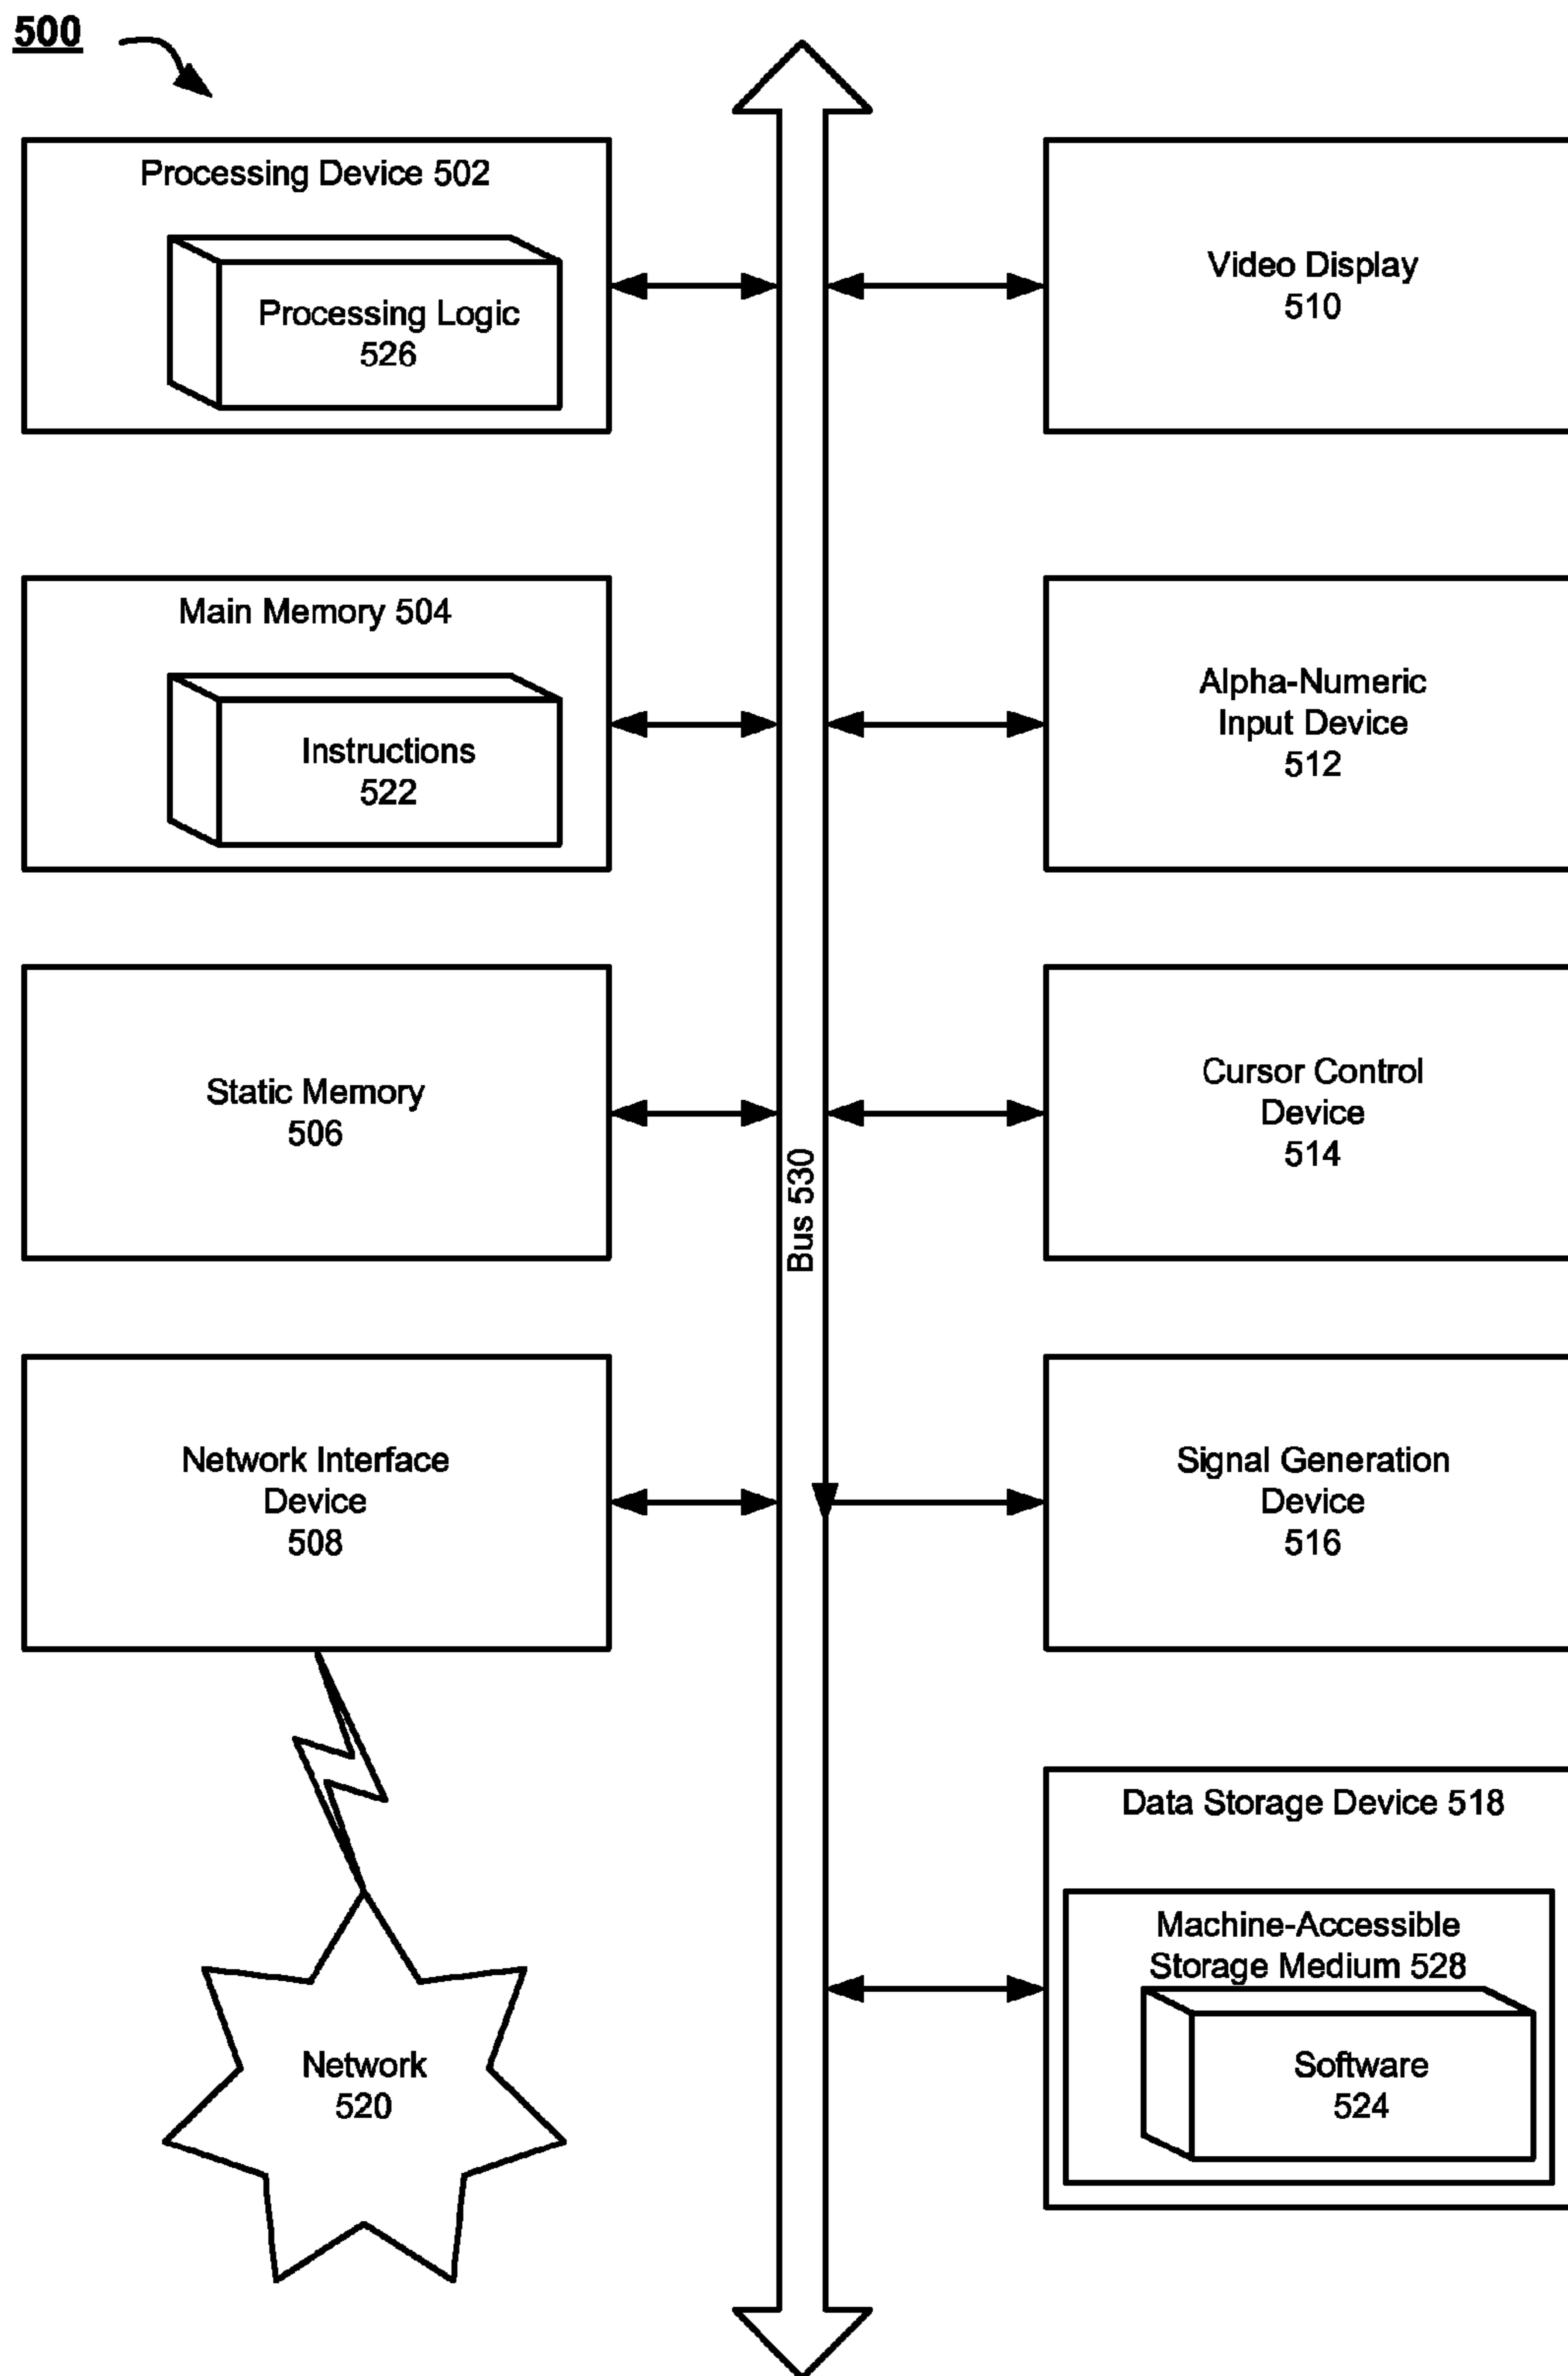 500
Processing Device 502
Processing Logic
526
Video Display
510
Main Memory 504
Instructions
522
Alpha-Numeric
Input Device
512
Static Memory
506
Cursor Control
Device
514
Bus 530
Network Interface
Device
508
Signal Generation
Device
516
Data Storage Device 518
Machine-Accessible
Storage Medium 528
Software
524
Network
520